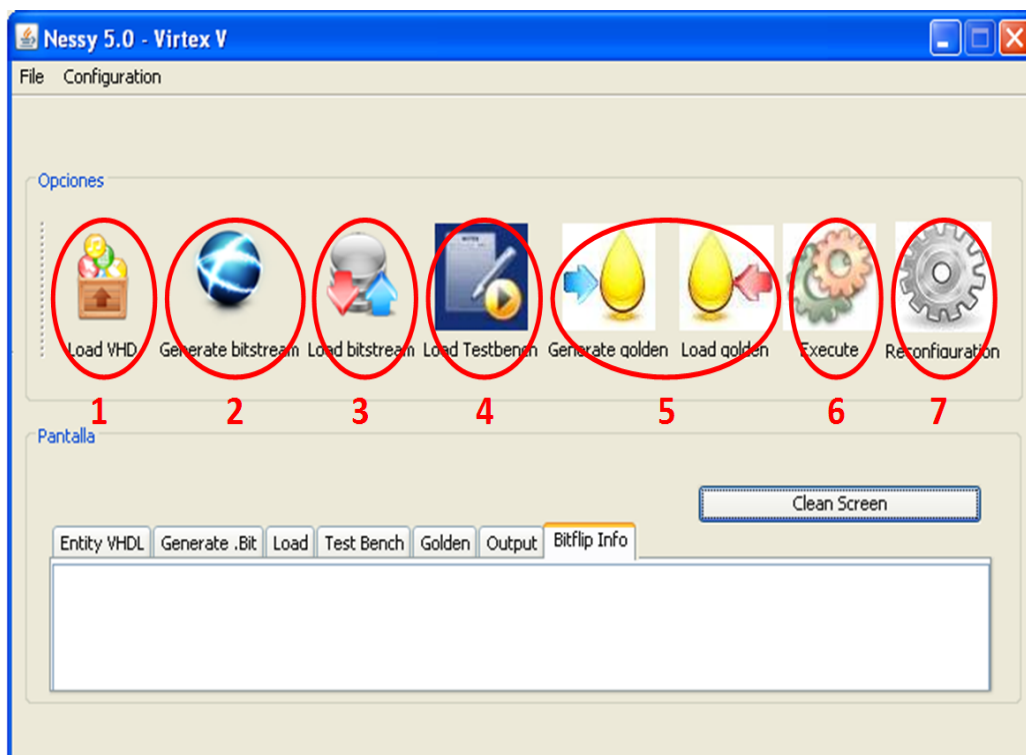 Nessy 5.0 - Virtex V
File Configuration
Opciones
Load VHD Generate bitstream Load bitstream Load Testbench Generate golden Load golden Execute Reconfiguration
1 2 3 4 5 6 7
Pantalla
Clean Screen
Entity VHDL Generate .Bit Load Test Bench Golden Output Bitflip Info